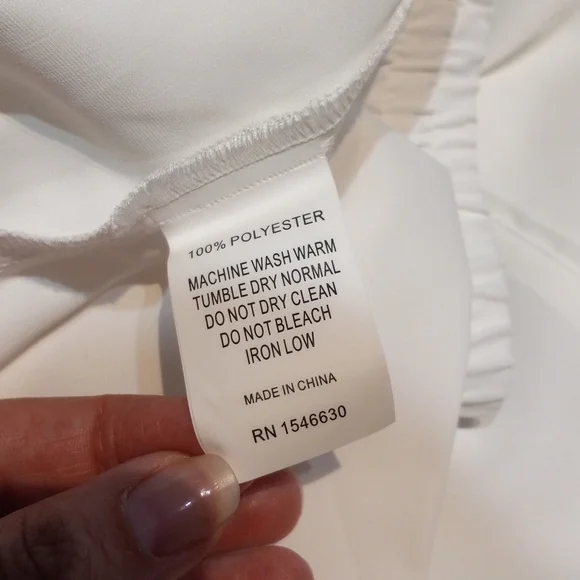 100% POLYESTER
MACHINE WASH WARM
TUMBLE DRY NORMAL
DO NOT DRY CLEAN
DO NOT BLEACH
IRON LOW
MADE IN CHINA
RN 1546630